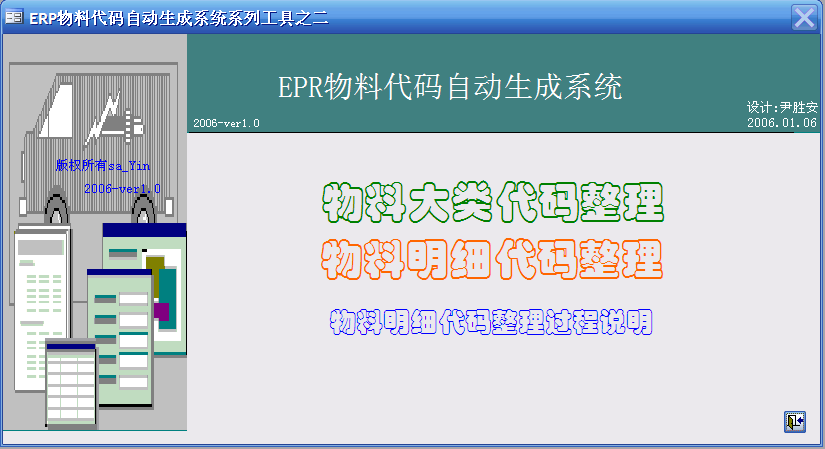 ERP物料代码自动生成系统系列工具之二
EPR物料代码自动生成系统
2006-ver1.0
设计:尹胜安
2006.01.06
版权所有sa_Yin
2006-ver1.0
物料大类代码整理
物料明细代码整理
物料明细代码整理过程说明